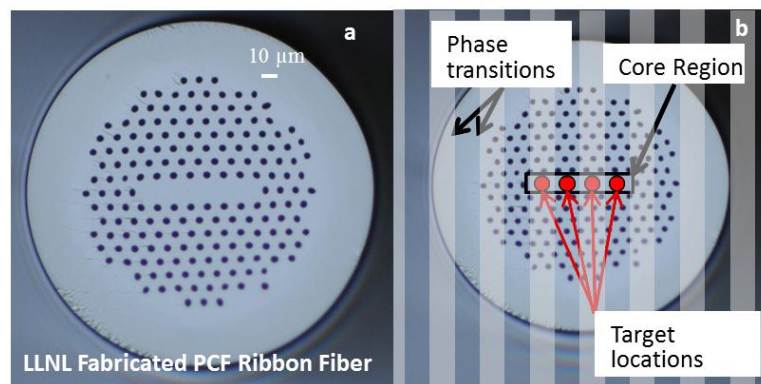 a
10 µm
LLNL Fabricated PCF Ribbon Fiber
b
Phase
transitions
Core Region
Target
locations